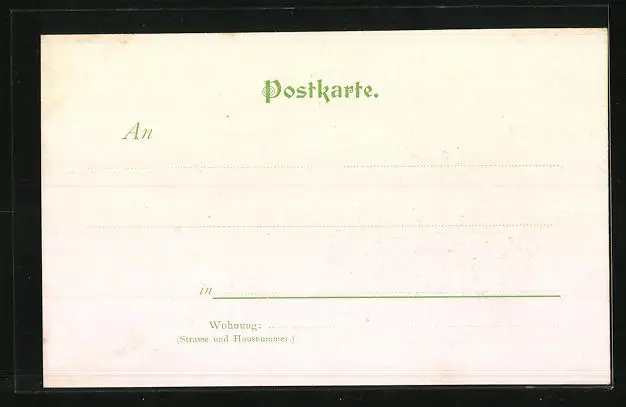 Postkarte.
An
in
Wohnung:
(Strasse und Hausnummer.)